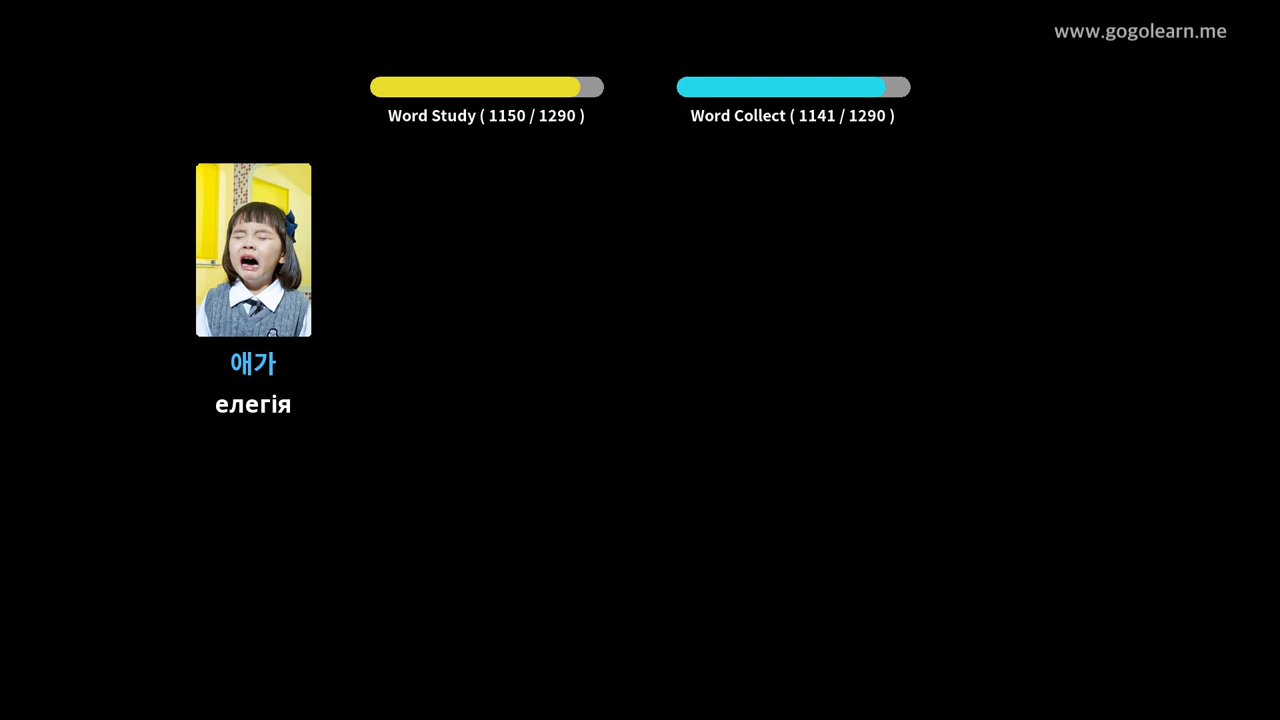 www.gogolearn.me
Word Study ( 1150 / 1290 )
Word Collect ( 1141 / 1290 )
애가
елегія